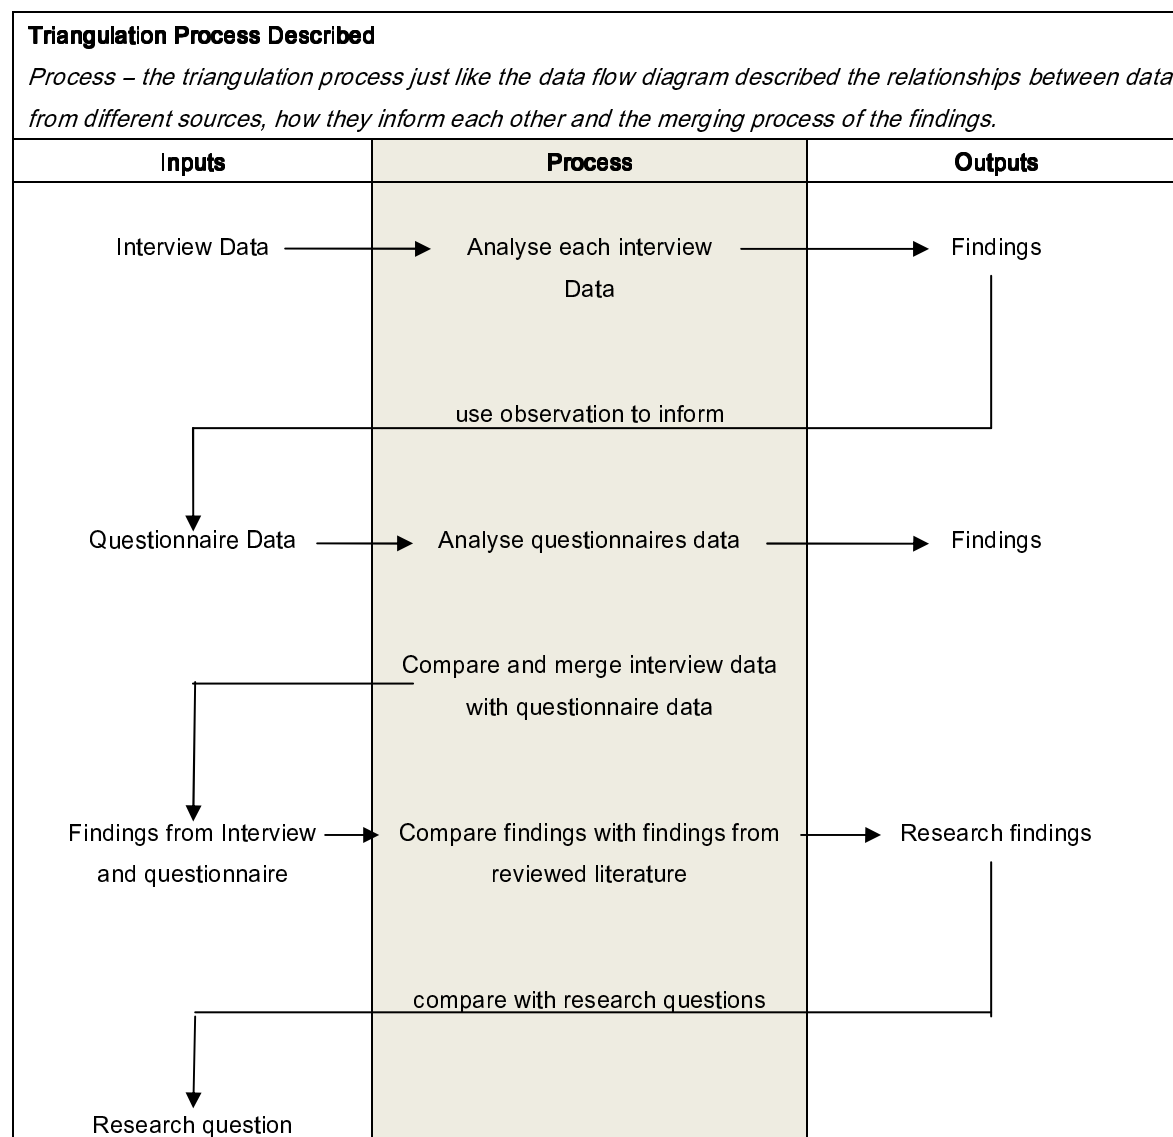 Triangulation Process Described
Process – the triangulation process just like the data flow diagram described the relationships between data
from different sources, how they inform each other and the merging process of the findings.
Inputs Process Outputs
Interview Data Analyse each interview Findings
Data
use observation to inform
Questionnaire Data Analyse questionnaires data Findings
Compare and merge interview data
with questionnaire data
Findings from Interview Compare findings with findings from Research findings
and questionnaire reviewed literature
compare with research questions
Research question